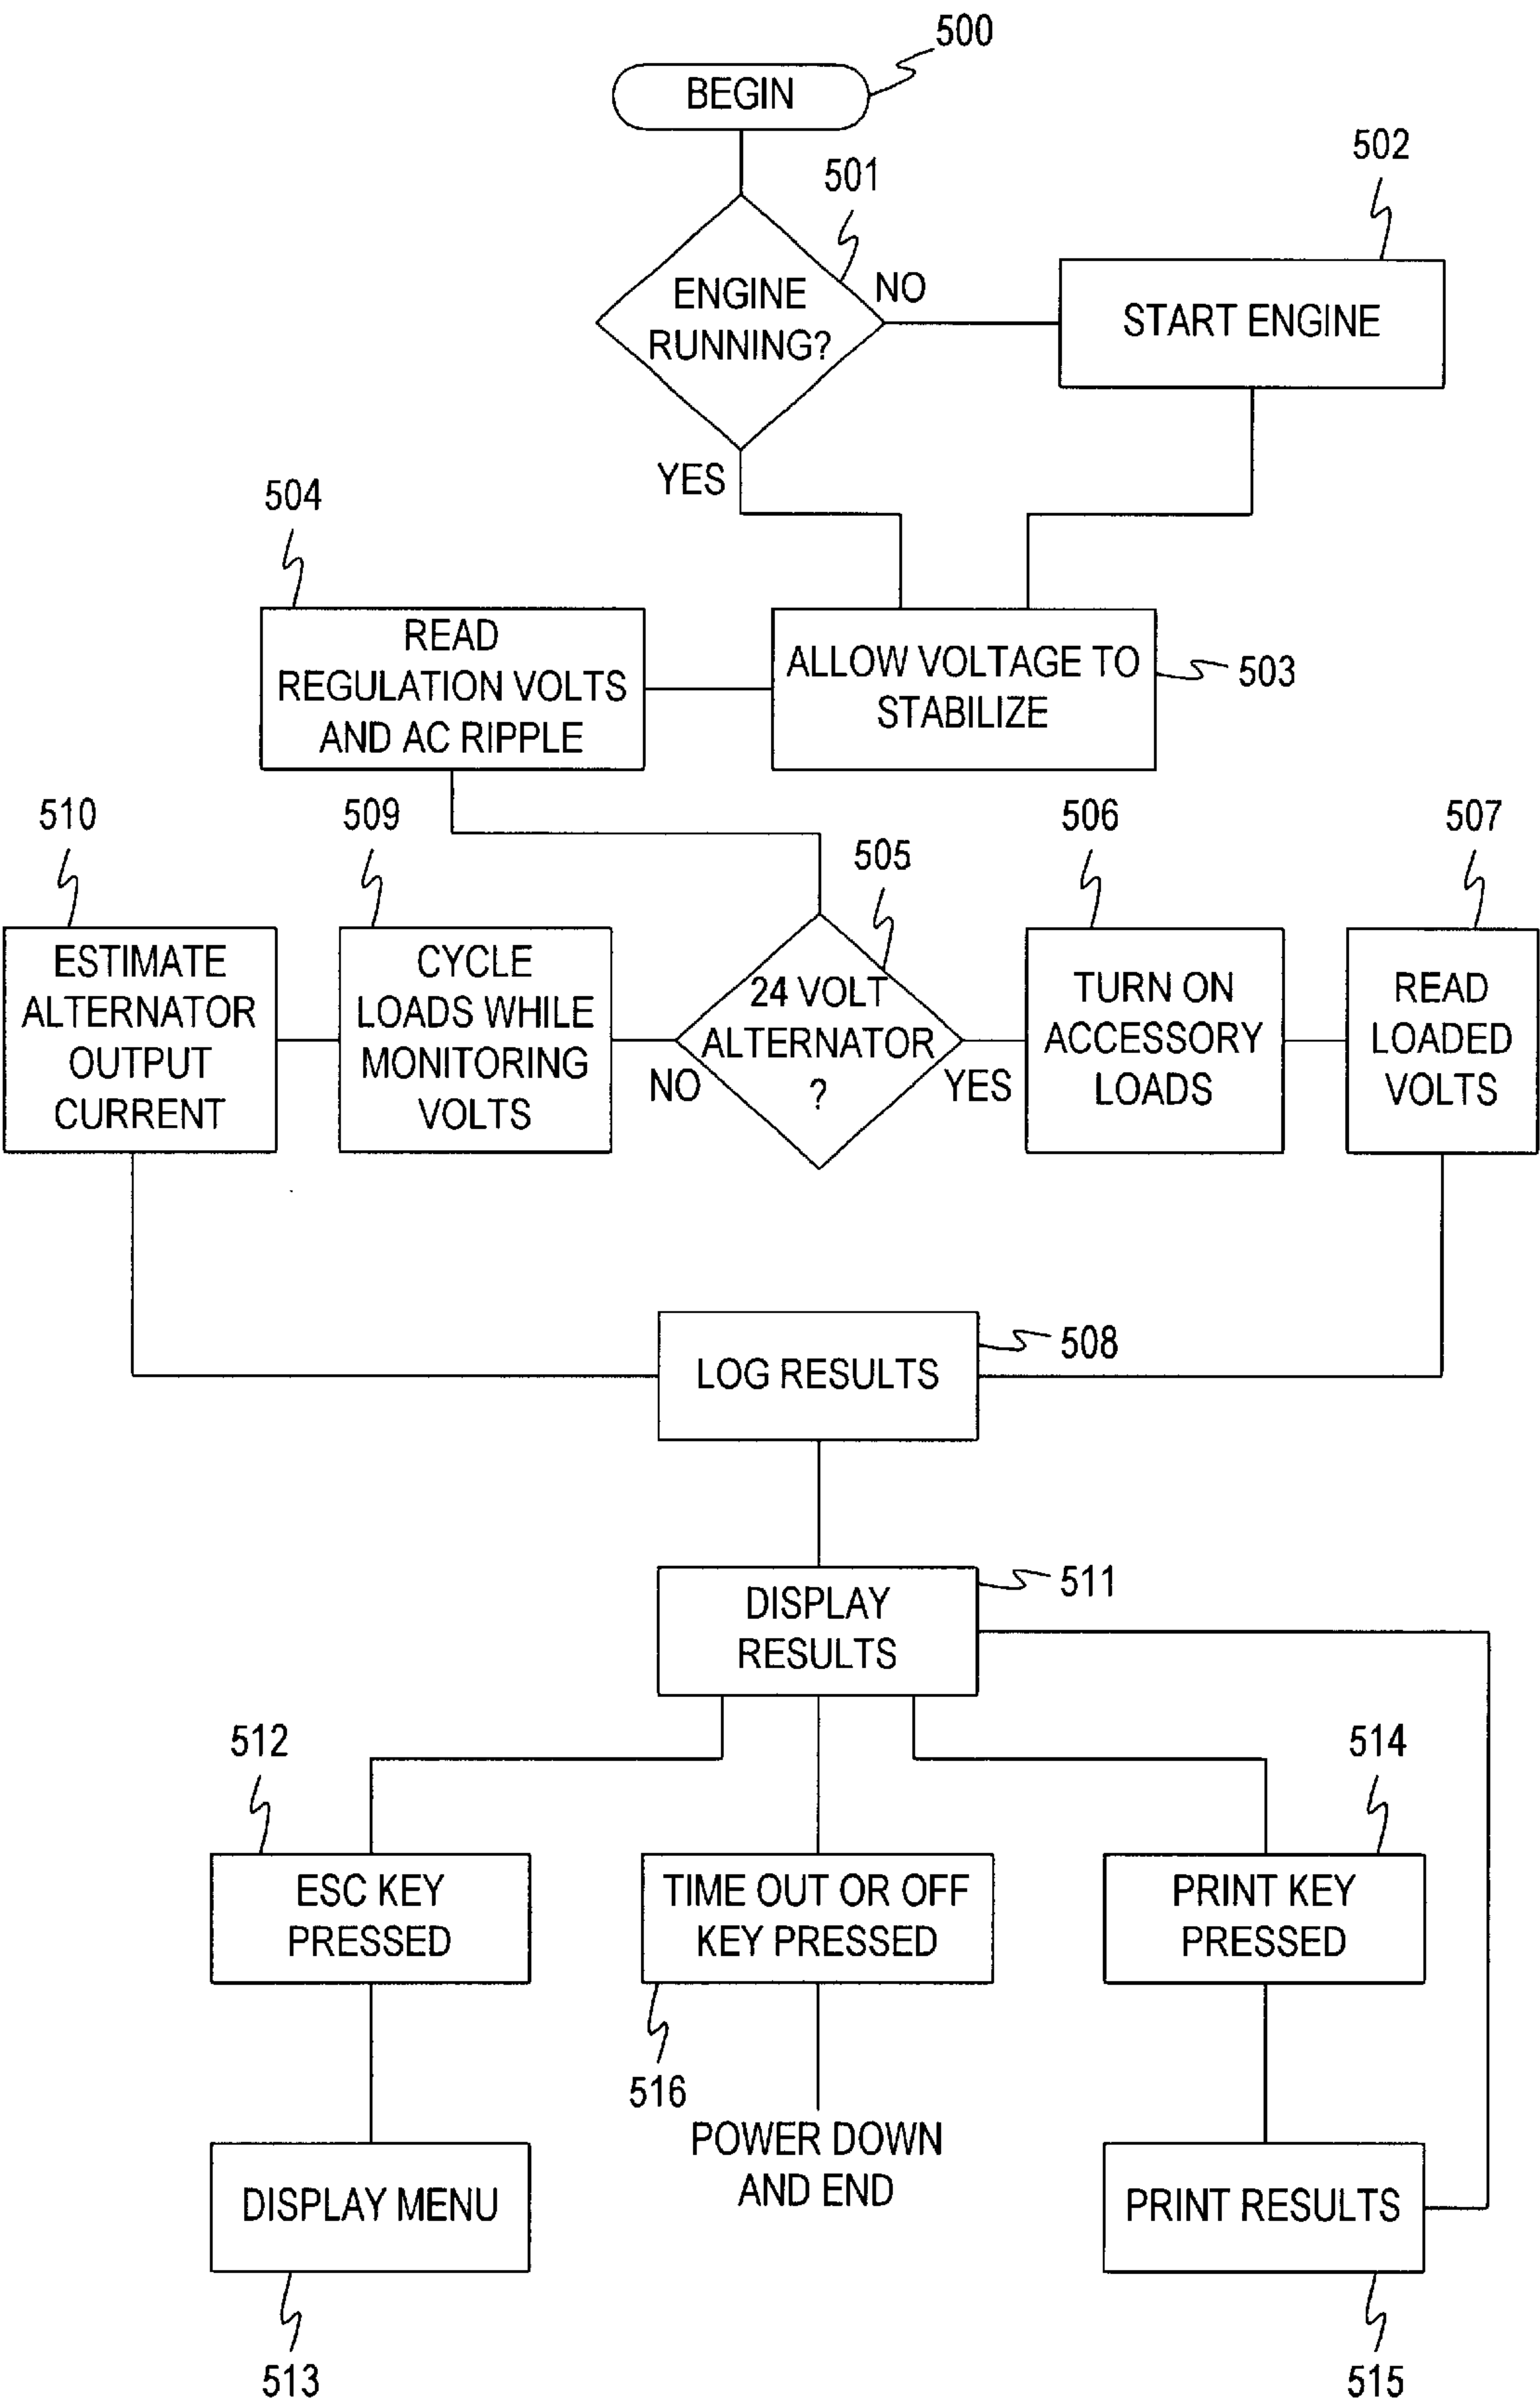 500
BEGIN
501
502
ENGINE
RUNNING?
NO
START ENGINE
YES
504
READ
REGULATION VOLTS
AND AC RIPPLE
ALLOW VOLTAGE TO
STABILIZE
503
510
509
505
506
507
ESTIMATE
ALTERNATOR
OUTPUT
CURRENT
CYCLE
LOADS WHILE
MONITORING
VOLTS
NO
24 VOLT
ALTERNATOR
?
YES
TURN ON
ACCESSORY
LOADS
READ
LOADED
VOLTS
LOG RESULTS
508
DISPLAY
RESULTS
511
512
514
ESC KEY
PRESSED
TIME OUT OR OFF
KEY PRESSED
PRINT KEY
PRESSED
516
POWER DOWN
AND END
DISPLAY MENU
PRINT RESULTS
513
515